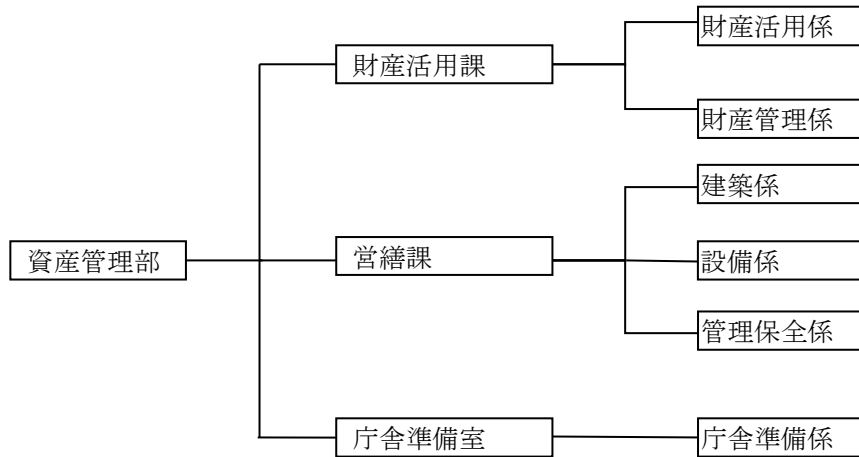 資産管理部
財産活用課
財産活用係
財産管理係
営繕課
建築係
設備係
管理保全係
庁舎準備室
庁舎準備係